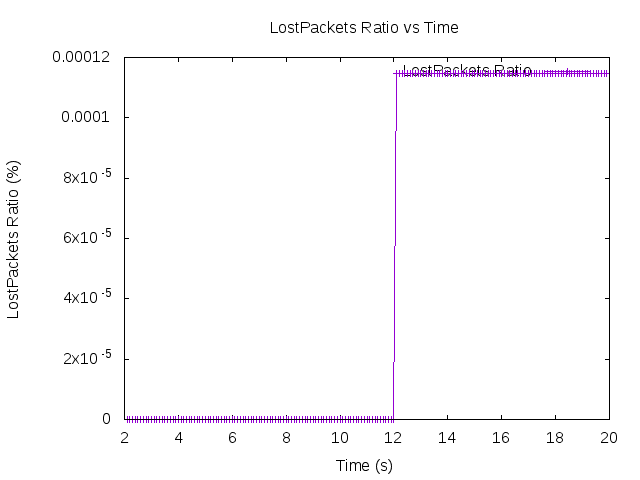 LostPackets Ratio vs Time
0.00012
LostPackets Ratio
0.0001
8x10-5
6x10-5
4x10-5
2x10-5
0
2 4 6 8 10 12 14 16 18 20
LostPackets Ratio (%)
Time (s)